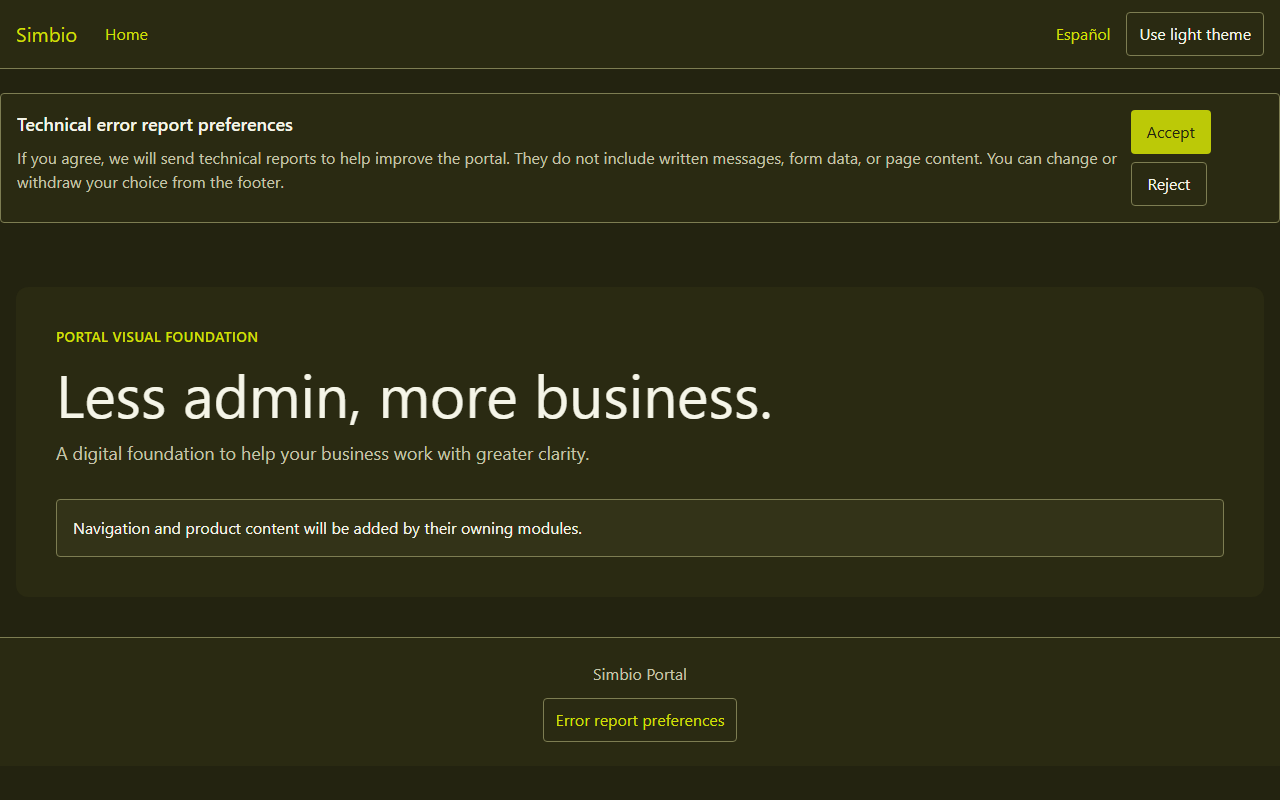 Simbio
Home
Español
Use light theme
Technical error report preferences
If you agree, we will send technical reports to help improve the portal. They do not include written messages, form data, or page content. You can change or
withdraw your choice from the footer.
Accept
Reject
PORTAL VISUAL FOUNDATION
Less admin, more business.
A digital foundation to help your business work with greater clarity.
Navigation and product content will be added by their owning modules.
Simbio Portal
Error report preferences